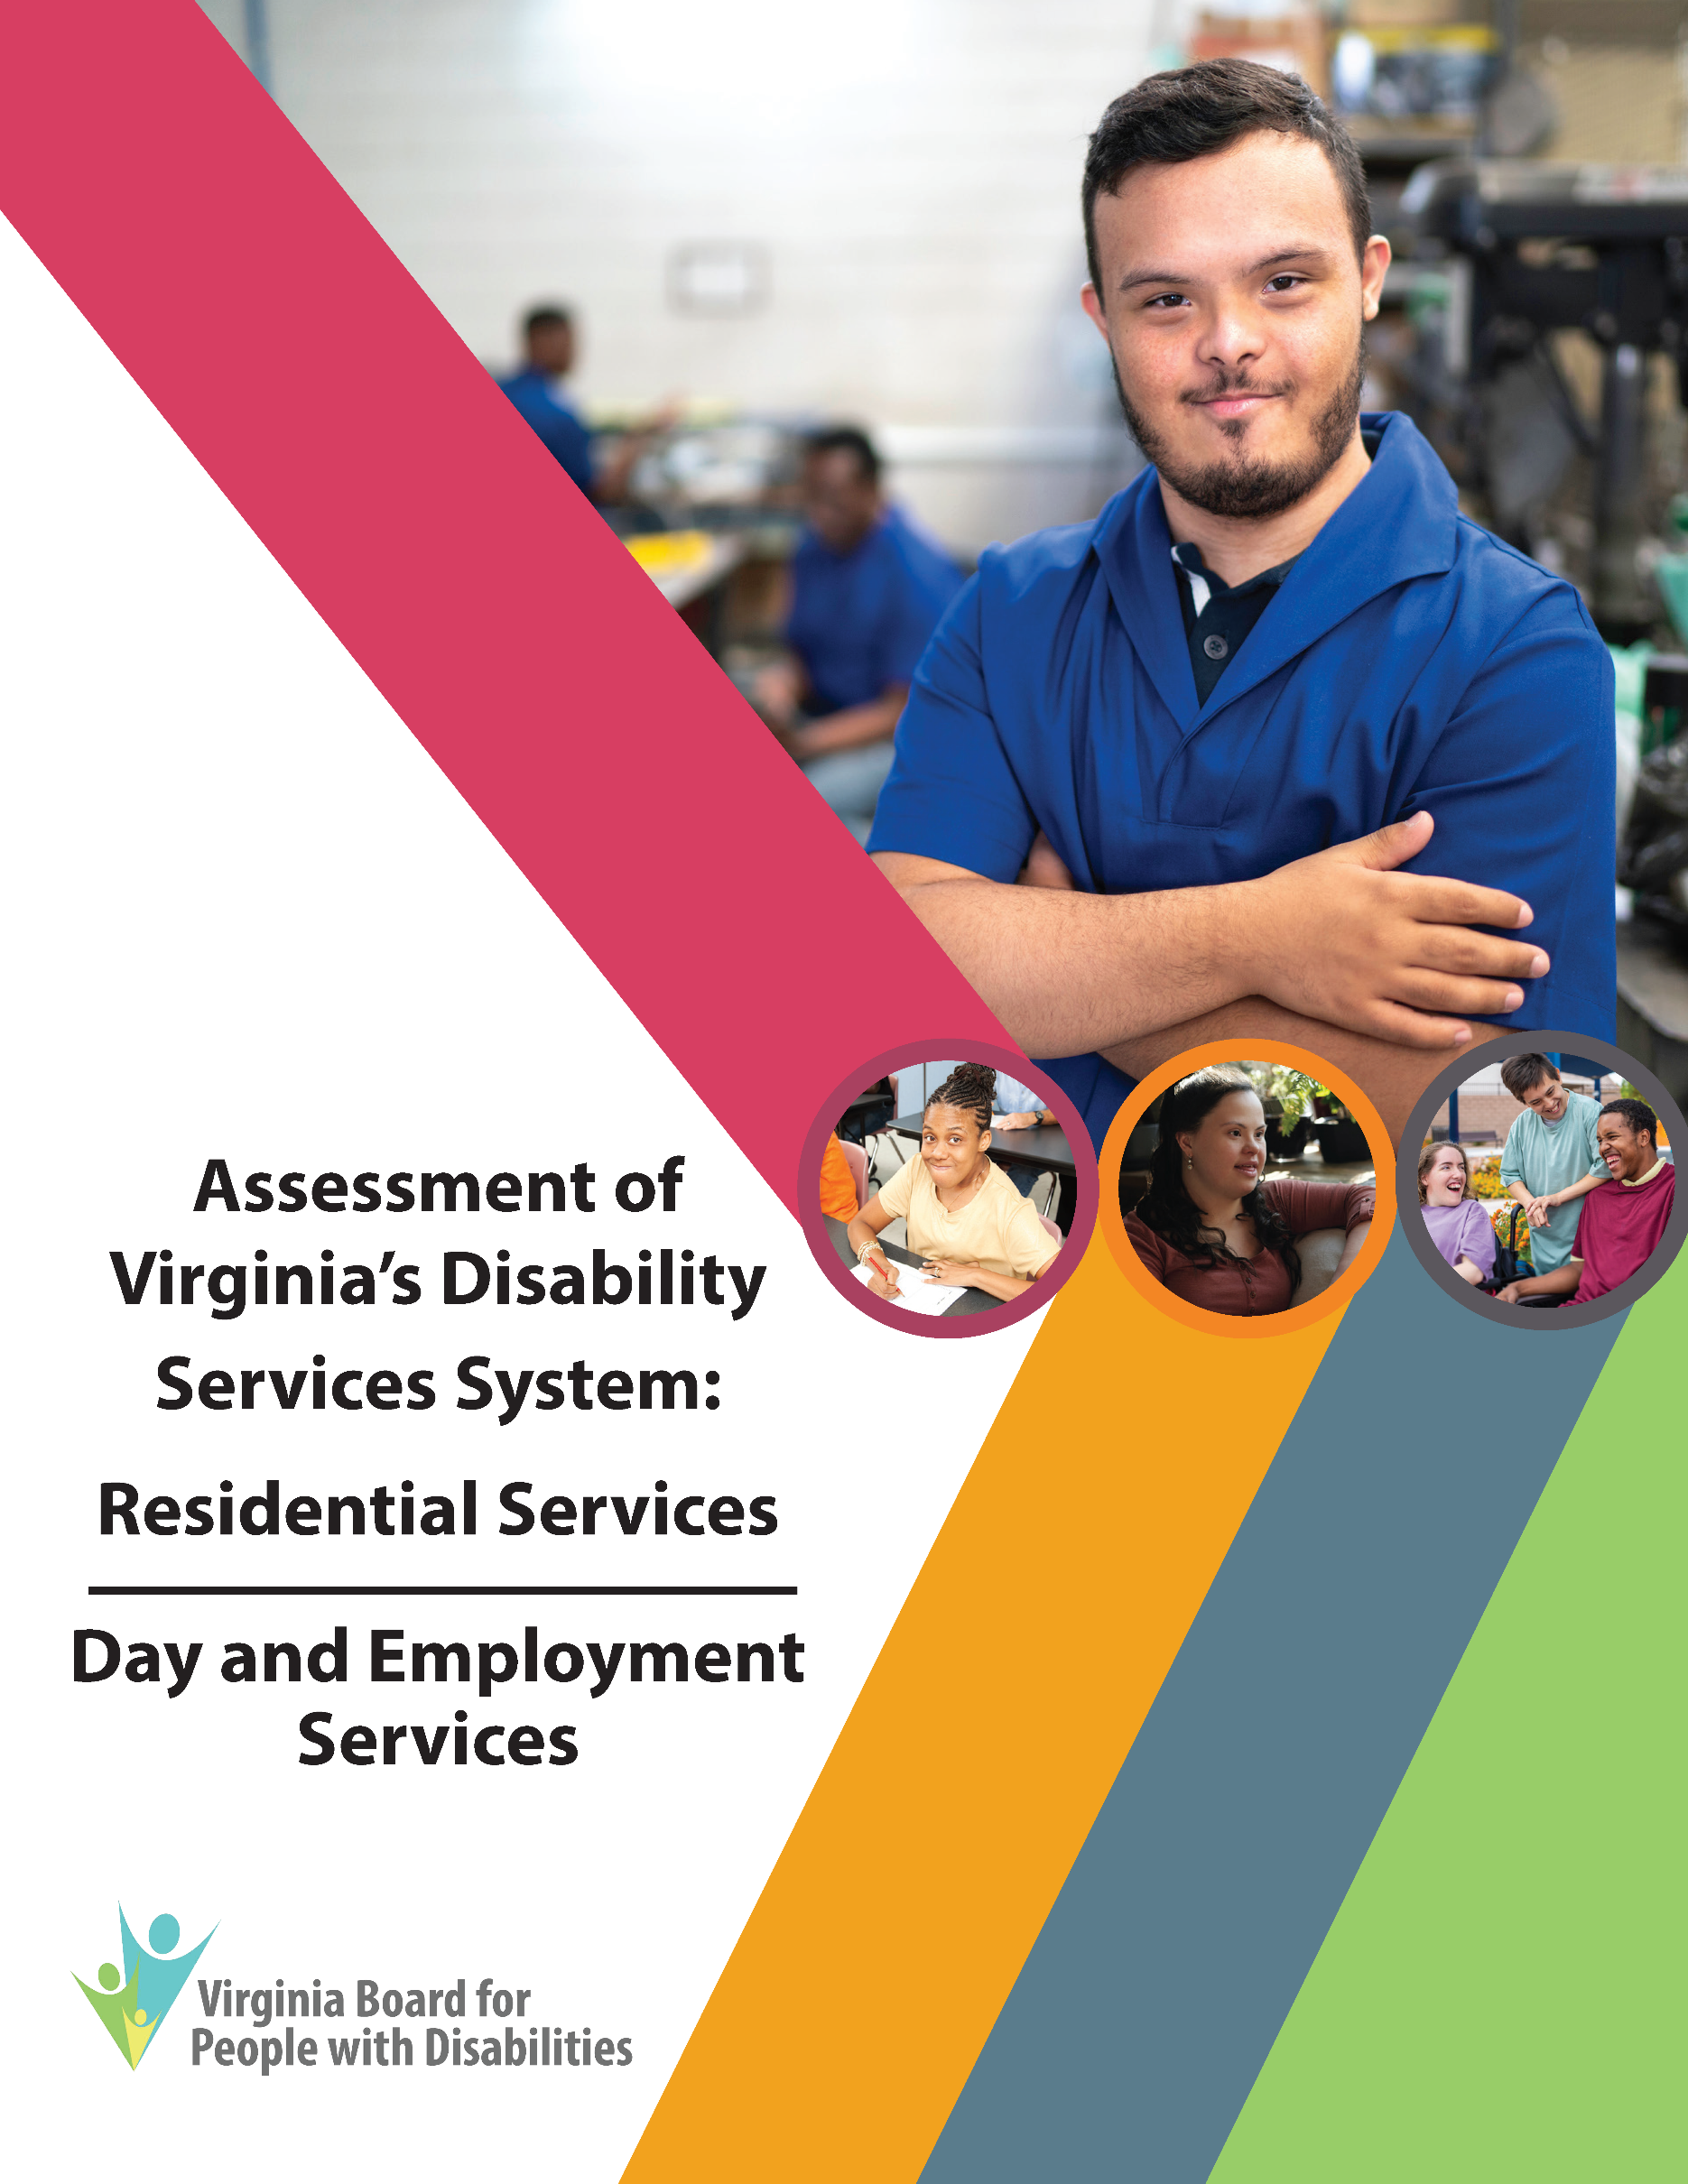 Assessment of
Virginia’s Disability
Services System:
Residential Services
Day and Employment
Services
Virginia Board for
People with Disabilities